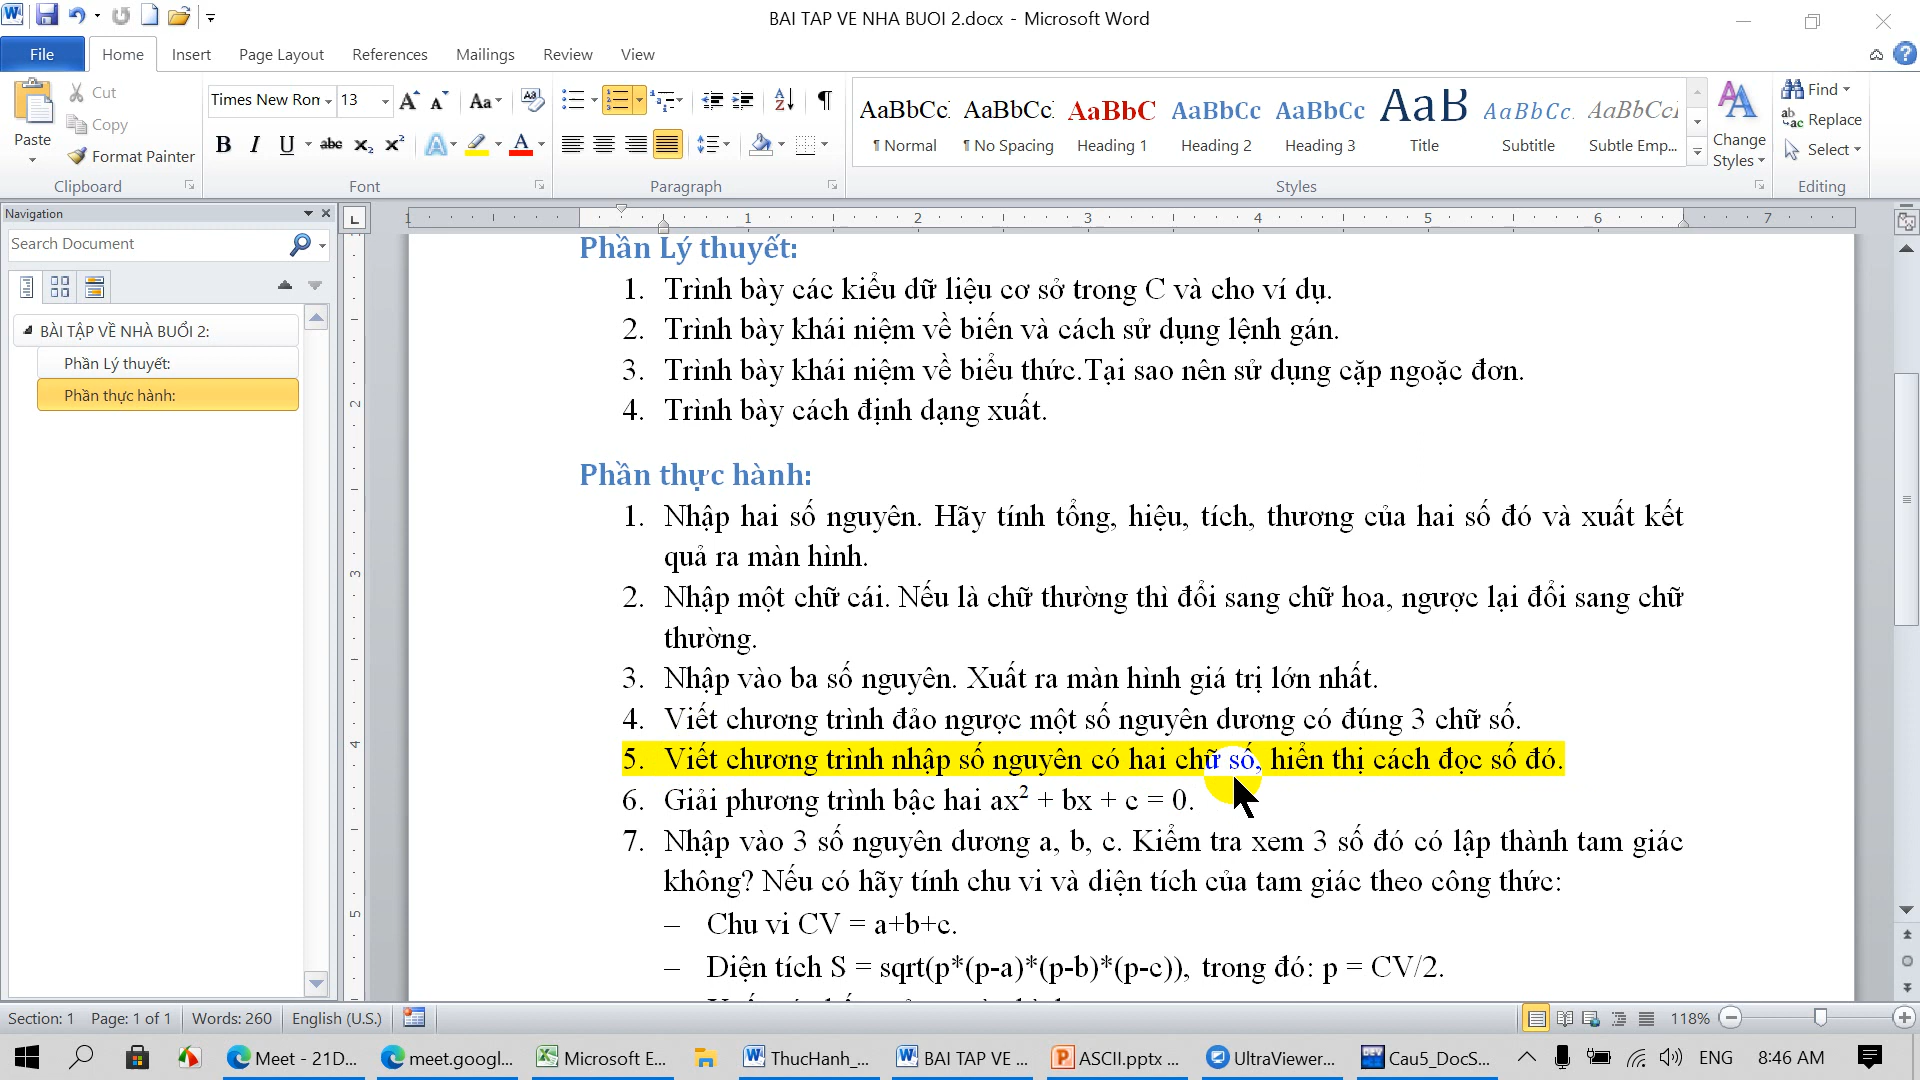 BAI TAP VE NHA BUOI 2.docx - Microsoft Word
File Home Insert Page Layout References Mailings Review View
Paste
Cut
Copy
Format Painter
Clipboard
Times New Ron 13
Font
Paragraph
AaBbCc AaBbCc AaBbC AaBbCc AaBbCc AaB AaBbCc. AaBbCcI
¶ Normal ¶ No Spacing Heading 1 Heading 2 Heading 3 Title Subtitle Subtle Emp...
Styles
Change Styles
Find
Replace
Select
Editing
Navigation
Search Document
BÀI TẬP VỀ NHÀ BUỔI 2:
Phần Lý thuyết:
Phần thực hành:
1 1 2 3 4 5 6 7
2
3
4
5
Phần Lý thuyết:
1. Trình bày các kiểu dữ liệu cơ sở trong C và cho ví dụ.
2. Trình bày khái niệm về biến và cách sử dụng lệnh gán.
3. Trình bày khái niệm về biểu thức.Tại sao nên sử dụng cặp ngoặc đơn.
4. Trình bày cách định dạng xuất.
Phần thực hành:
1. Nhập hai số nguyên. Hãy tính tổng, hiệu, tích, thương của hai số đó và xuất kết
quả ra màn hình.
2. Nhập một chữ cái. Nếu là chữ thường thì đổi sang chữ hoa, ngược lại đổi sang chữ
thường.
3. Nhập vào ba số nguyên. Xuất ra màn hình giá trị lớn nhất.
4. Viết chương trình đảo ngược một số nguyên dương có đúng 3 chữ số.
5. Viết chương trình nhập số nguyên có hai chữ số, hiển thị cách đọc số đó.
6. Giải phương trình bậc hai ax² + bx + c = 0.
7. Nhập vào 3 số nguyên dương a, b, c. Kiểm tra xem 3 số đó có lập thành tam giác
không? Nếu có hãy tính chu vi và diện tích của tam giác theo công thức:
– Chu vi CV = a+b+c.
– Diện tích S = sqrt(p*(p-a)*(p-b)*(p-c)), trong đó: p = CV/2.
Section: 1 Page: 1 of 1 Words: 260 English (U.S.) 118%
Meet - 21D... meet.googl... Microsoft E... ThucHanh_... BAI TAP VE ... ASCII.pptx ... UltraViewer... Cau5_DocS... ENG 8:46 AM